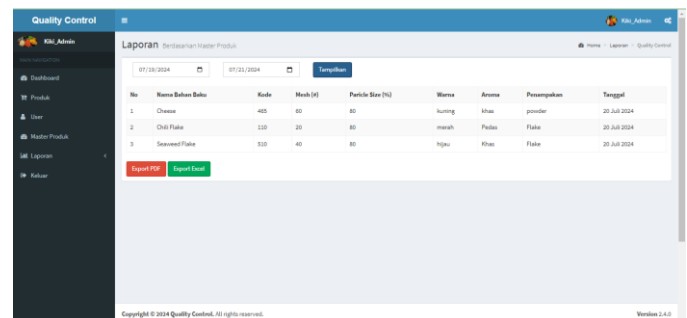 Quality Control
Kiki_Admin
Kiki_Admin
MAIN NAVIGATION
Dashboard
Produk
User
Master Produk
Laporan
Keluar
Laporan Berdasarkan Master Produk
Home > Laporan > Quality Control
07/19/2024 07/21/2024 Tampilkan
No Nama Bahan Baku Kode Mesh (#) Paricle Size (%) Warna Aroma Penampakan Tanggal
1 Cheese 465 60 80 kuning khas powder 20 Juli 2024
2 Chili Flake 110 20 80 merah Pedas Flake 20 Juli 2024
3 Seaweed Flake 510 40 80 hijau Khas Flake 20 Juli 2024
Export PDF Export Excel
Copyright © 2024 Quality Control. All rights reserved. Version 2.4.0